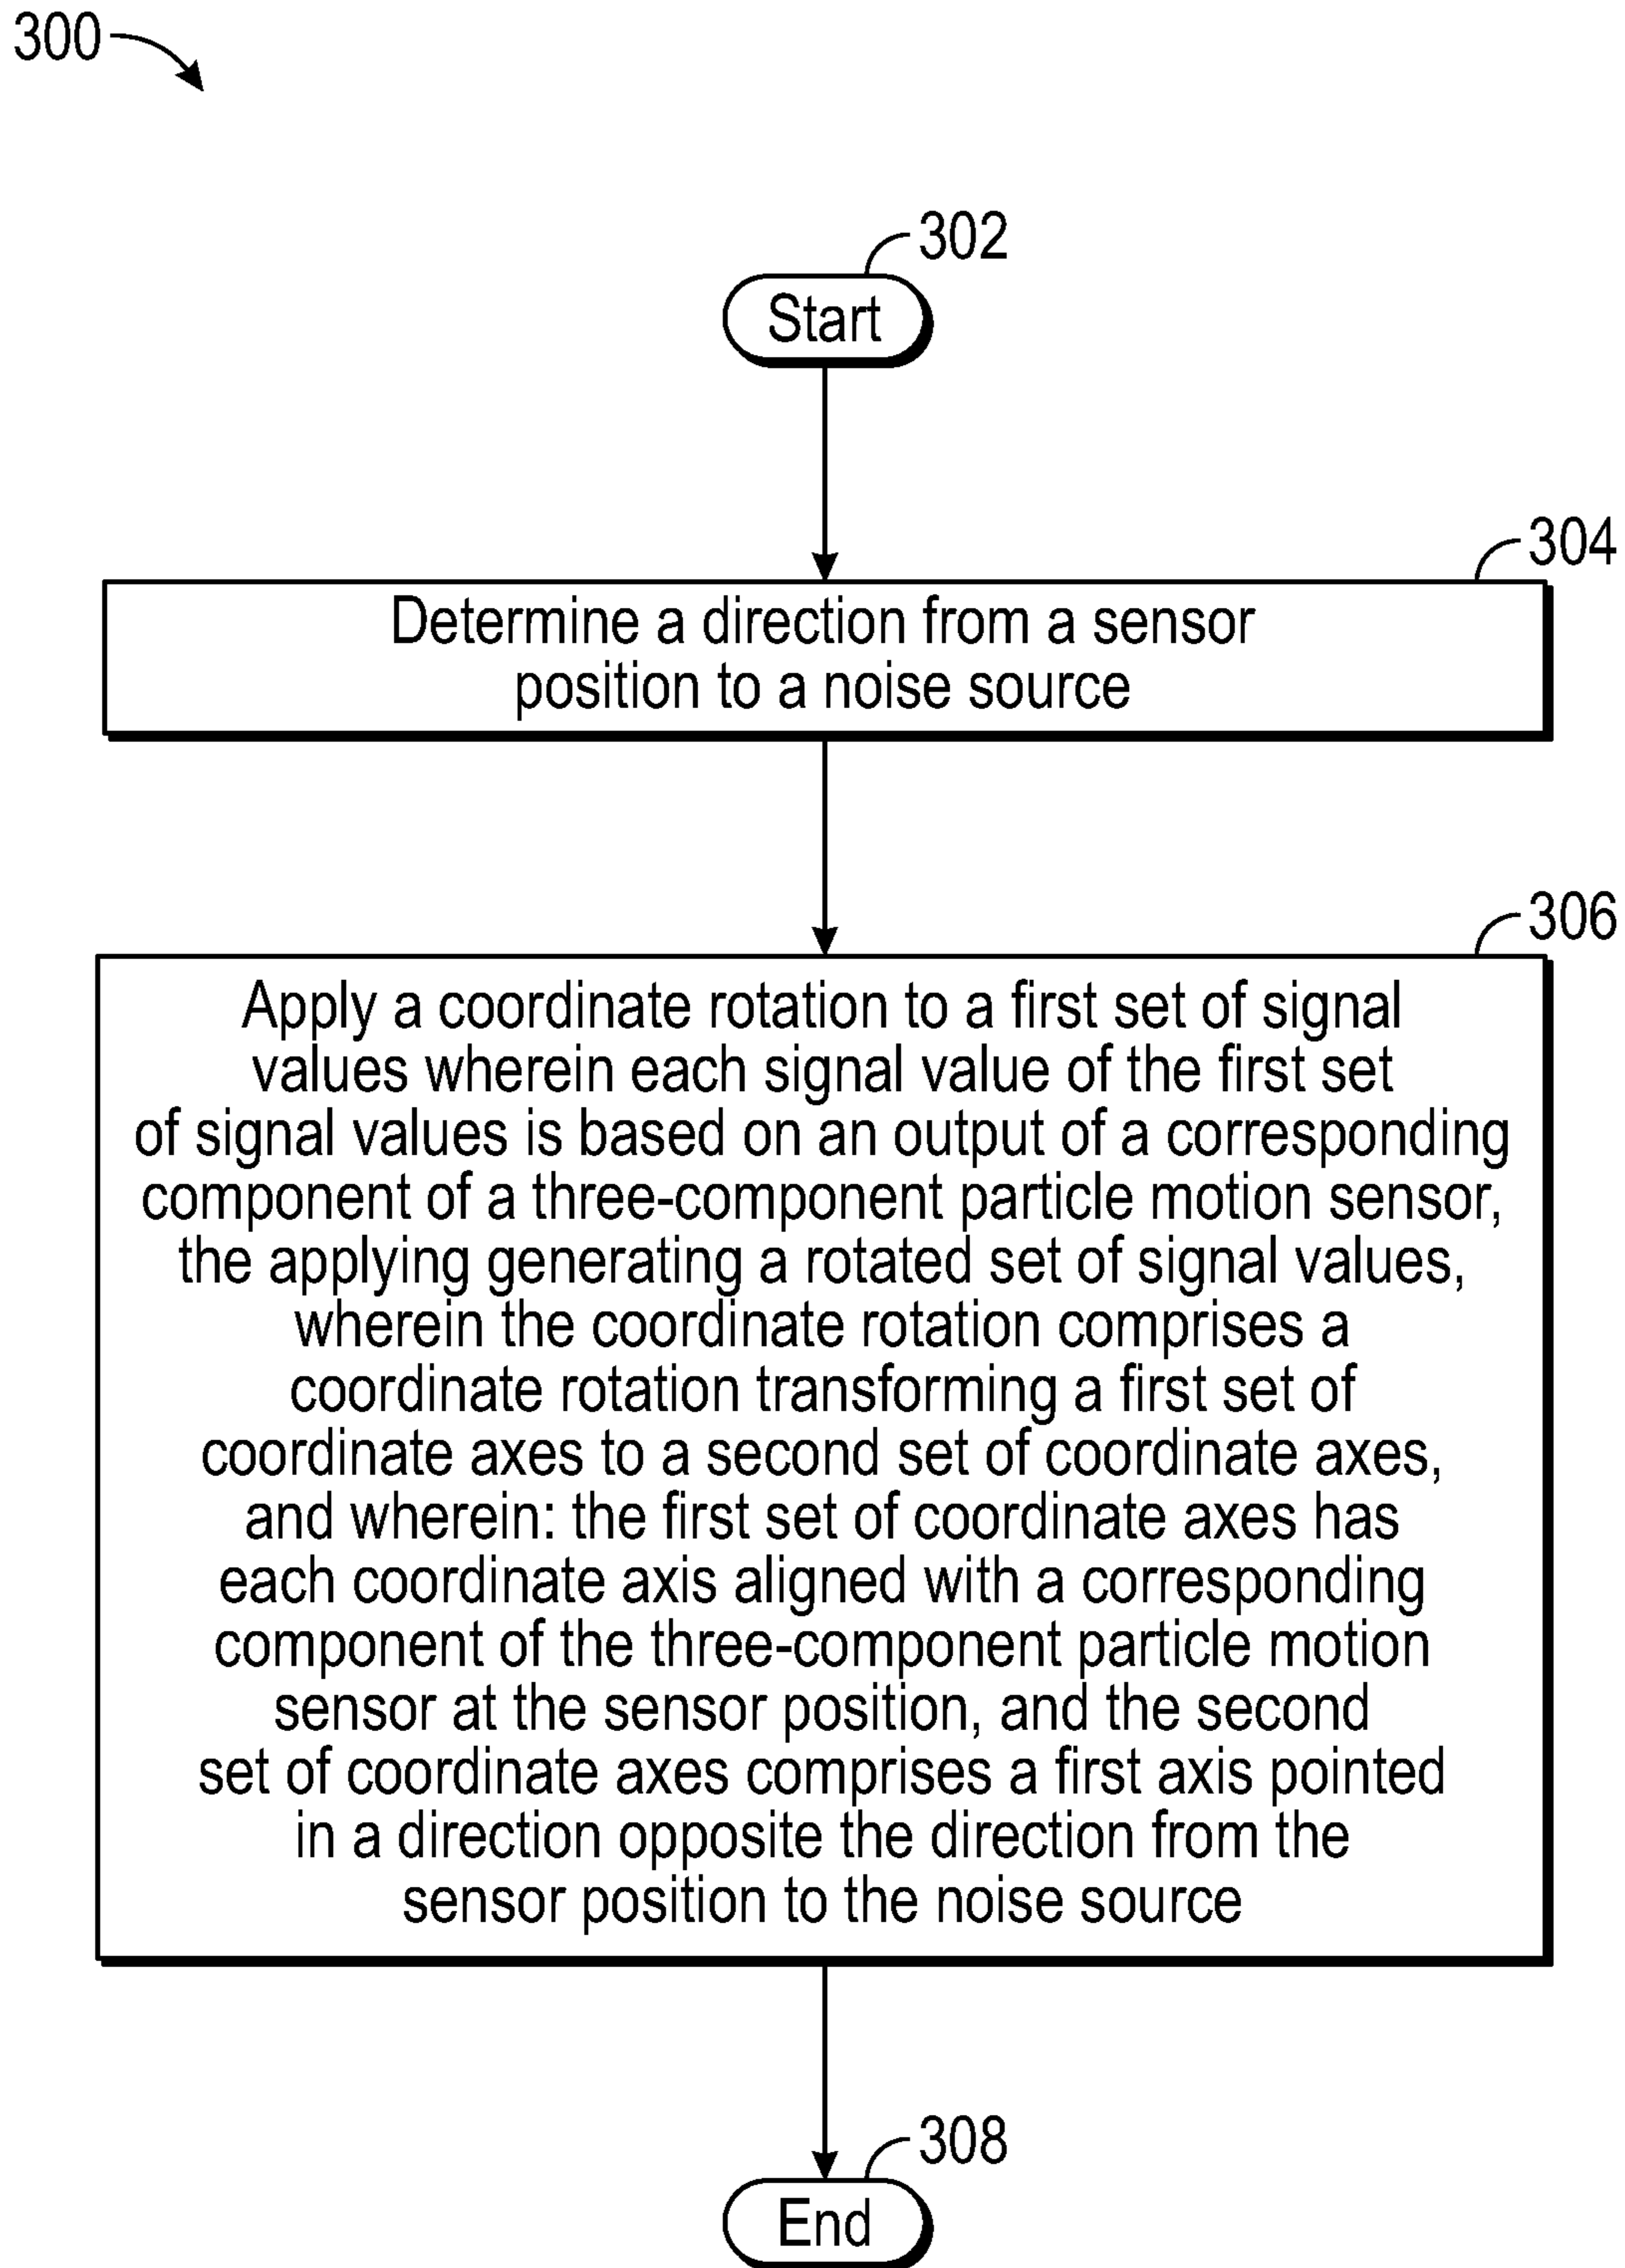 300
302
Start
304
Determine a direction from a sensor
position to a noise source
306
Apply a coordinate rotation to a first set of signal
values wherein each signal value of the first set
of signal values is based on an output of a corresponding
component of a three-component particle motion sensor,
the applying generating a rotated set of signal values,
wherein the coordinate rotation comprises a
coordinate rotation transforming a first set of
coordinate axes to a second set of coordinate axes,
and wherein: the first set of coordinate axes has
each coordinate axis aligned with a corresponding
component of the three-component particle motion
sensor at the sensor position, and the second
set of coordinate axes comprises a first axis pointed
in a direction opposite the direction from the
sensor position to the noise source
308
End